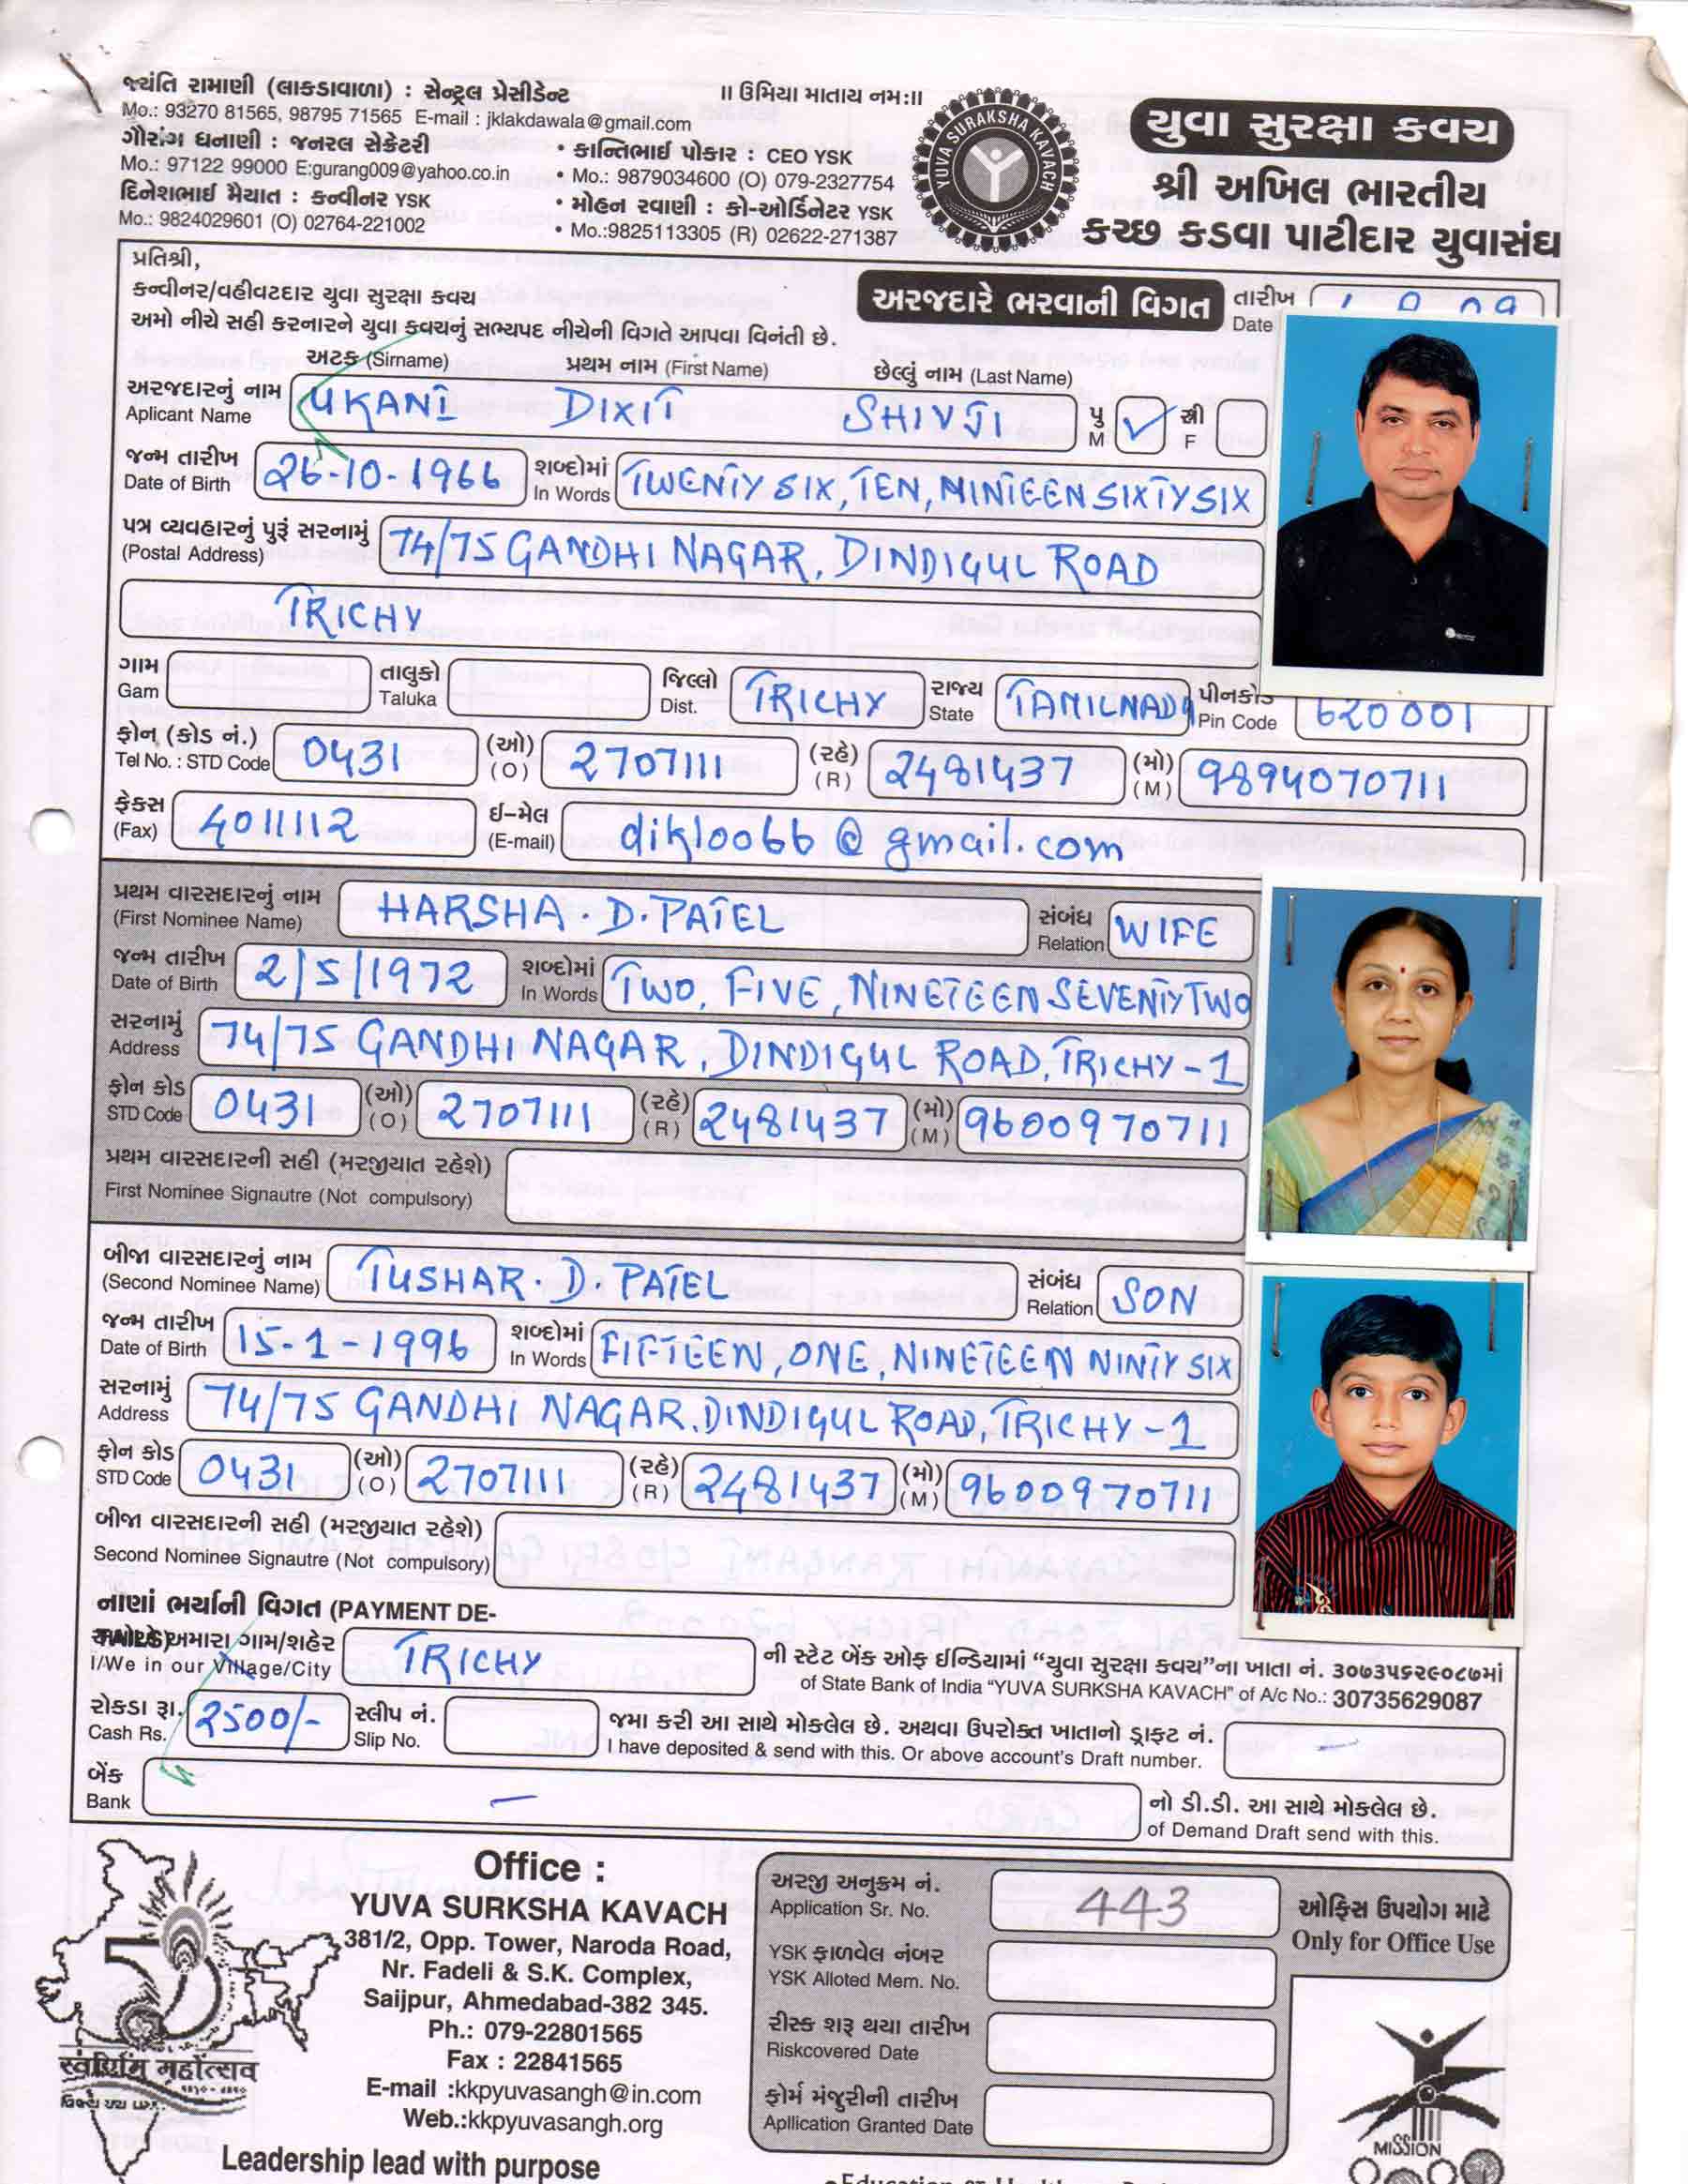 જયંતિ રામાણી (લાકડાવાળા) : સેન્ટ્રલ પ્રેસીડેન્ટ
Mo.: 93270 81565, 98795 71565 E-mail : jklakdawala@gmail.com
ગૌરાંગ ધનાણી : જનરલ સેક્રેટરી
Mo.: 97122 99000 E:gurang009@yahoo.co.in
દિનેશભાઈ મૈયાત : કન્વીનર YSK
Mo.: 9824029601 (O) 02764-221002
॥ ઉમિયા માતાય નમઃ॥
• કાન્તિભાઈ પોકાર : CEO YSK
• Mo.: 9879034600 (O) 079-2327754
• મોહન રવાણી : કો-ઓર્ડિનેટર YSK
• Mo.:9825113305 (R) 02622-271387
YUVA SURAKSHA KAVACH
યુવા સુરક્ષા કવચ
શ્રી અખિલ ભારતીય
કચ્છ કડવા પાટીદાર યુવાસંઘ
પ્રતિશ્રી,
કન્વીનર/વહીવટદાર યુવા સુરક્ષા કવચ
અમો નીચે સહી કરનારને યુવા કવચનું સભ્યપદ નીચેની વિગતે આપવા વિનંતી છે.
અરજદારે ભરવાની વિગત
તારીખ
Date
અટક (Sirname) પ્રથમ નામ (First Name) છેલ્લું નામ (Last Name)
અરજદારનું નામ UKANI DIXIT SHIVJI પુ ✓ સ્ત્રી
Aplicant Name M F
જન્મ તારીખ 26-10-1966 શબ્દોમાં TWENTY SIX, TEN, NINTEEN SIXTY SIX
Date of Birth In Words
પત્ર વ્યવહારનું પુરૂં સરનામું 74/75 GANDHI NAGAR, DINDIGUL ROAD
(Postal Address)
TRICHY
ગામ તાલુકો જિલ્લો TRICHY રાજ્ય TAMILNADU પીનકોડ 620001
Gam Taluka Dist. State Pin Code
ફોન (કોડ નં.) 0431 (ઓ) 2707111 (રહે) 2481437 (મો) 9894070711
Tel No. : STD Code (O) (R) (M)
ફેકસ 4011112 ઈ-મેલ dikloo66@gmail.com
(Fax) (E-mail)
પ્રથમ વારસદારનું નામ HARSHA. D. PATEL સંબંધ WIFE
(First Nominee Name) Relation
જન્મ તારીખ 2/5/1972 શબ્દોમાં TWO, FIVE, NINETEEN SEVENTY TWO
Date of Birth In Words
સરનામું 74/75 GANDHI NAGAR, DINDIGUL ROAD, TRICHY-1
Address
ફોન કોડ 0431 (ઓ) 2707111 (રહે) 2481437 (મો) 9600970711
STD Code (O) (R) (M)
પ્રથમ વારસદારની સહી (મરજીયાત રહેશે)
First Nominee Signautre (Not compulsory)
બીજા વારસદારનું નામ TUSHAR. D. PATEL સંબંધ SON
(Second Nominee Name) Relation
જન્મ તારીખ 15-1-1996 શબ્દોમાં FIFTEEN, ONE, NINETEEN NINTY SIX
Date of Birth In Words
સરનામું 74/75 GANDHI NAGAR, DINDIGUL ROAD, TRICHY-1
Address
ફોન કોડ 0431 (ઓ) 2707111 (રહે) 2481437 (મો) 9600970711
STD Code (O) (R) (M)
બીજા વારસદારની સહી (મરજીયાત રહેશે)
Second Nominee Signautre (Not compulsory)
નાણાં ભર્યાની વિગત (PAYMENT DE-
અમારા ગામ/શહેર TRICHY ની સ્ટેટ બેંક ઓફ ઈન્ડિયામાં “યુવા સુરક્ષા કવચ”ના ખાતા નં. ૩૦૭૩૫૬૨૯૦૮૭માં
I/We in our Village/City of State Bank of India “YUVA SURKSHA KAVACH” of A/c No.: 30735629087
રોકડા રૂા. 2500/- સ્લીપ નં. જમા કરી આ સાથે મોકલેલ છે. અથવા ઉપરોક્ત ખાતાનો ડ્રાફ્ટ નં. —
Cash Rs. Slip No. I have deposited & send with this. Or above account's Draft number.
બેંક — નો ડી.ડી. આ સાથે મોકલેલ છે.
Bank of Demand Draft send with this.
स्वर्णिम महोत्सव
Office :
YUVA SURKSHA KAVACH
381/2, Opp. Tower, Naroda Road,
Nr. Fadeli & S.K. Complex,
Saijpur, Ahmedabad-382 345.
Ph.: 079-22801565
Fax : 22841565
E-mail :kkpyuvasangh@in.com
Web.:kkpyuvasangh.org
Leadership lead with purpose
અરજી અનુક્રમ નં. 443
Application Sr. No.
ઓફિસ ઉપયોગ માટે
Only for Office Use
YSK ફાળવેલ નંબર
YSK Alloted Mem. No.
રીસ્ક શરૂ થયા તારીખ
Riskcovered Date
ફોર્મ મંજુરીની તારીખ
Apllication Granted Date
MISSION